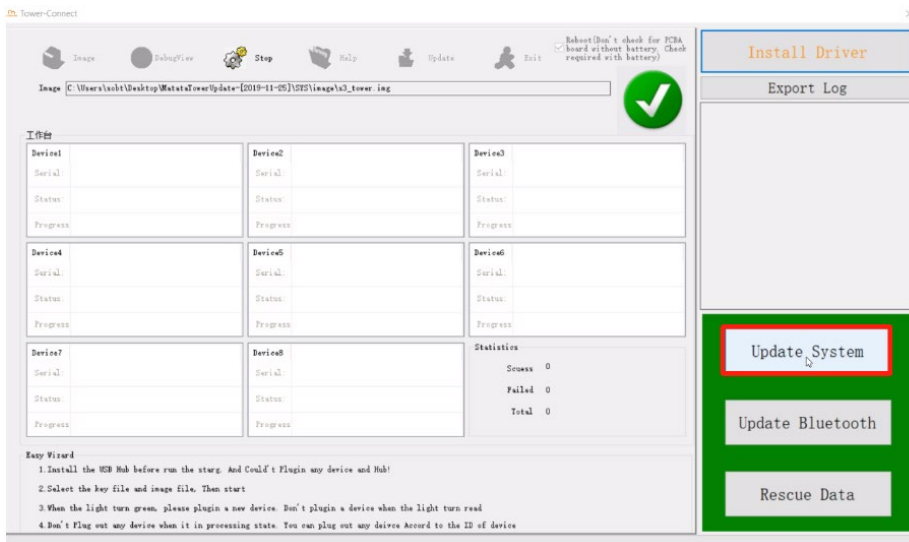 Tower-Connect
Image
DebugView
Stop
Help
Update
Exit
Reboot(Don't check for PCBA
board without battery, Check
required with battery)
Image C:\Users\xobt\Desktop\MatataTowerUpdate-[2019-11-25]\SYS\image\s3_tower.img
Install Driver
Export Log
工作台
Device1
Serial:
Status:
Progress
Device2
Serial:
Status:
Progress
Device3
Serial:
Status:
Progress
Device4
Serial:
Status:
Progress
Device5
Serial:
Status:
Progress
Device6
Serial:
Status:
Progress
Device7
Serial:
Status:
Progress
Device8
Serial:
Status:
Progress
Statistics
Scuess 0
Failed 0
Total 0
Update System
Update Bluetooth
Rescue Data
Easy Wizard
1.Install the USB Hub before run the starg. And Could't Plugin any device and Hub!
2.Select the key file and image file, Then start
3.When the light turn green, please plugin a new device. Don't plugin a device when the light turn read
4.Don't Plug out any device when it in processing state. You can plug out any deivce Accord to the ID of device